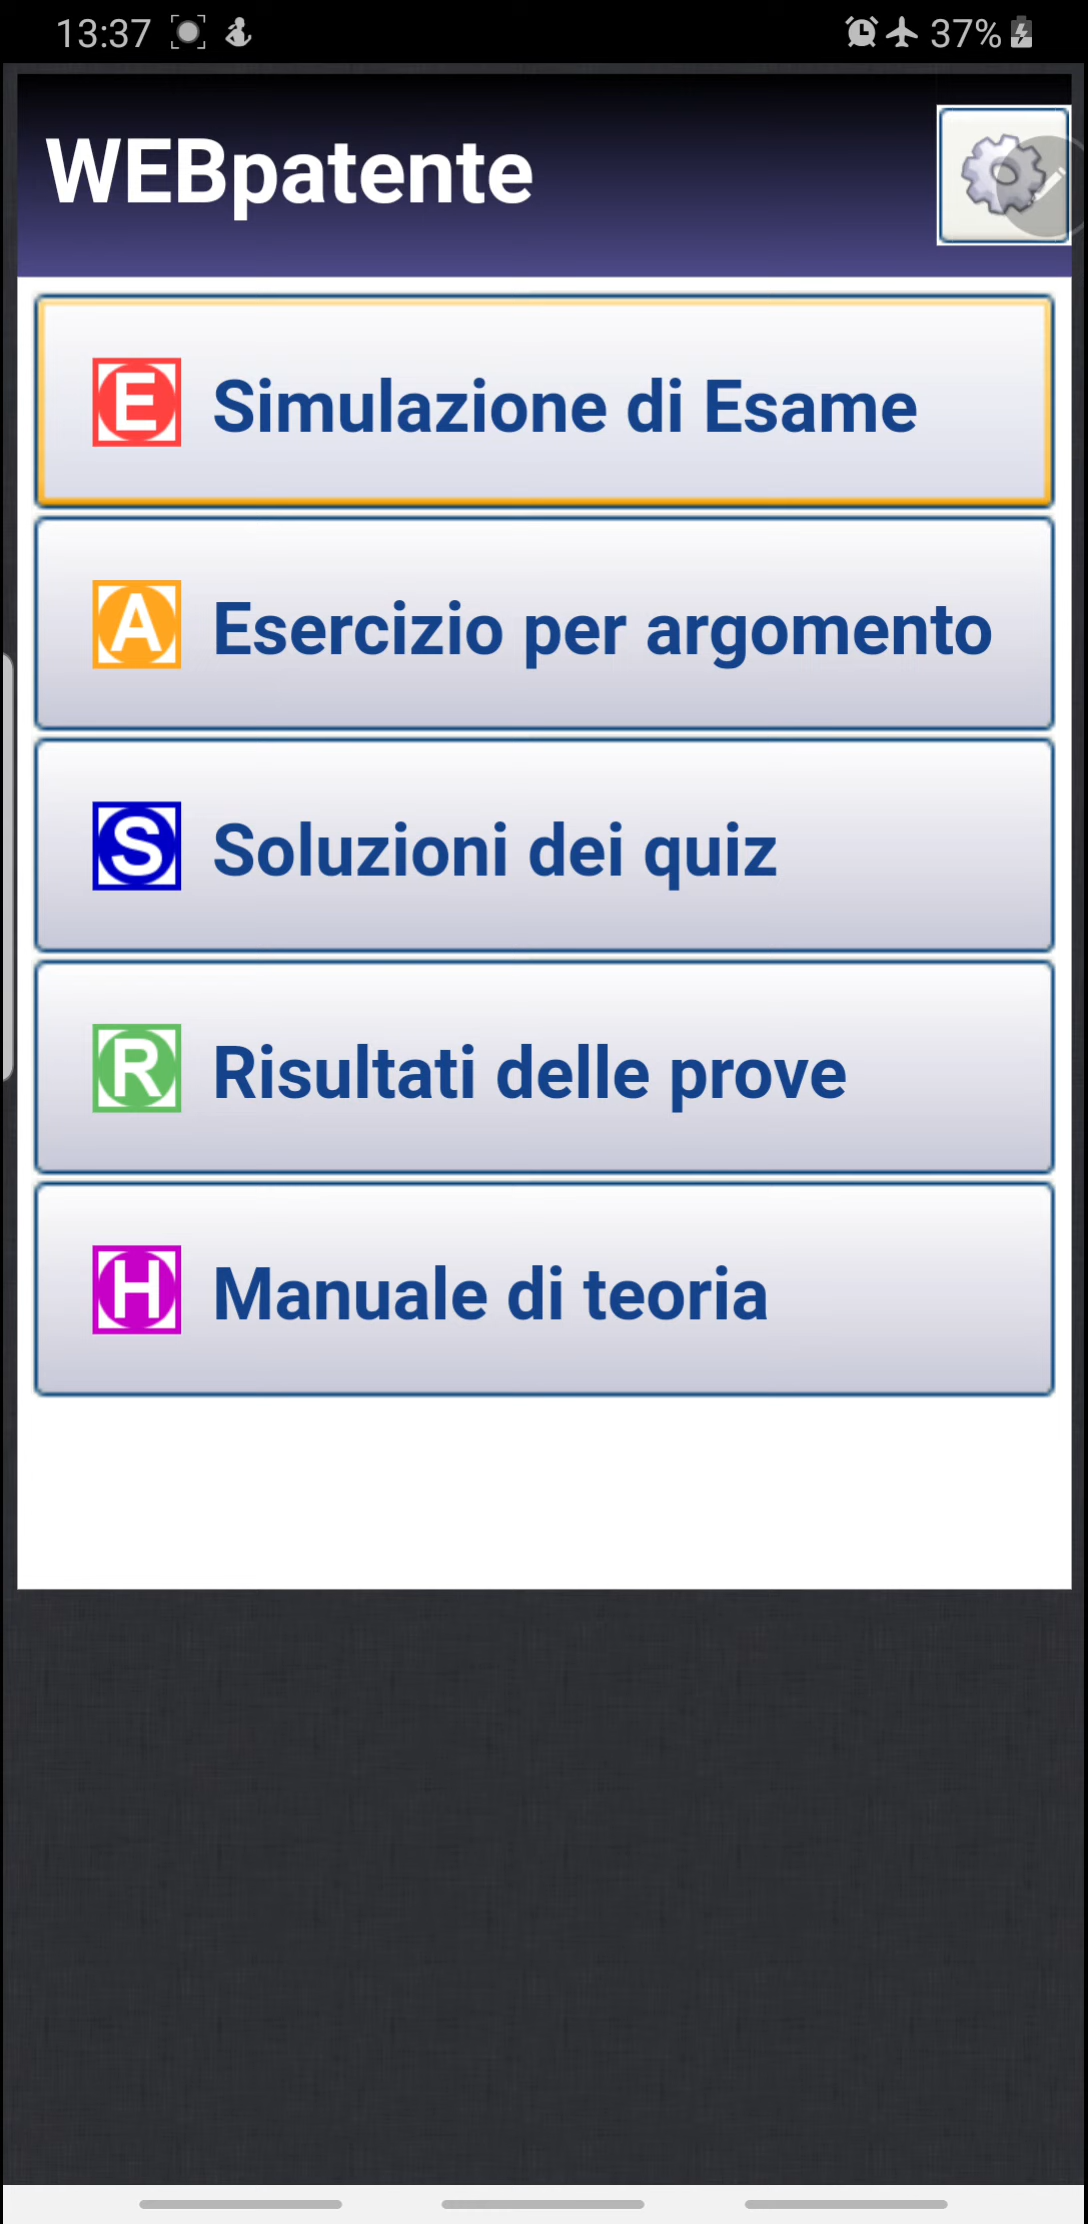 13:37 37%
WEBpatente
E Simulazione di Esame
A Esercizio per argomento
S Soluzioni dei quiz
R Risultati delle prove
H Manuale di teoria